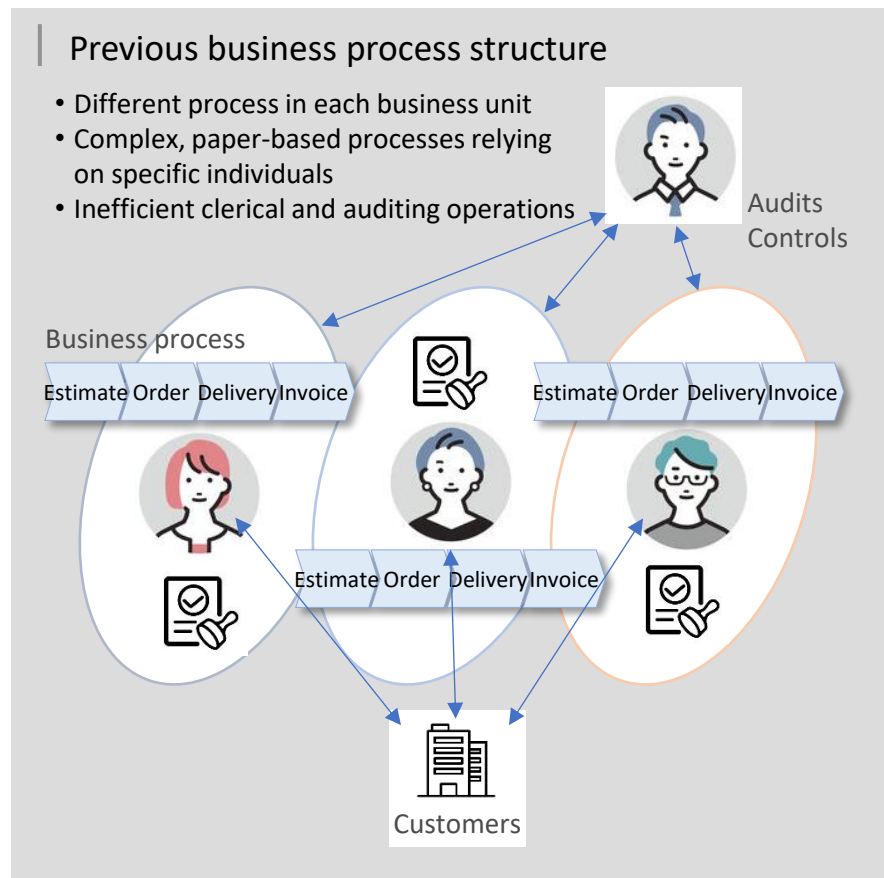 Previous business process structure
• Different process in each business unit
• Complex, paper-based processes relying
on specific individuals
• Inefficient clerical and auditing operations
Audits
Controls
Business process
Estimate Order Delivery Invoice
Estimate Order Delivery Invoice
Estimate Order Delivery Invoice
Customers